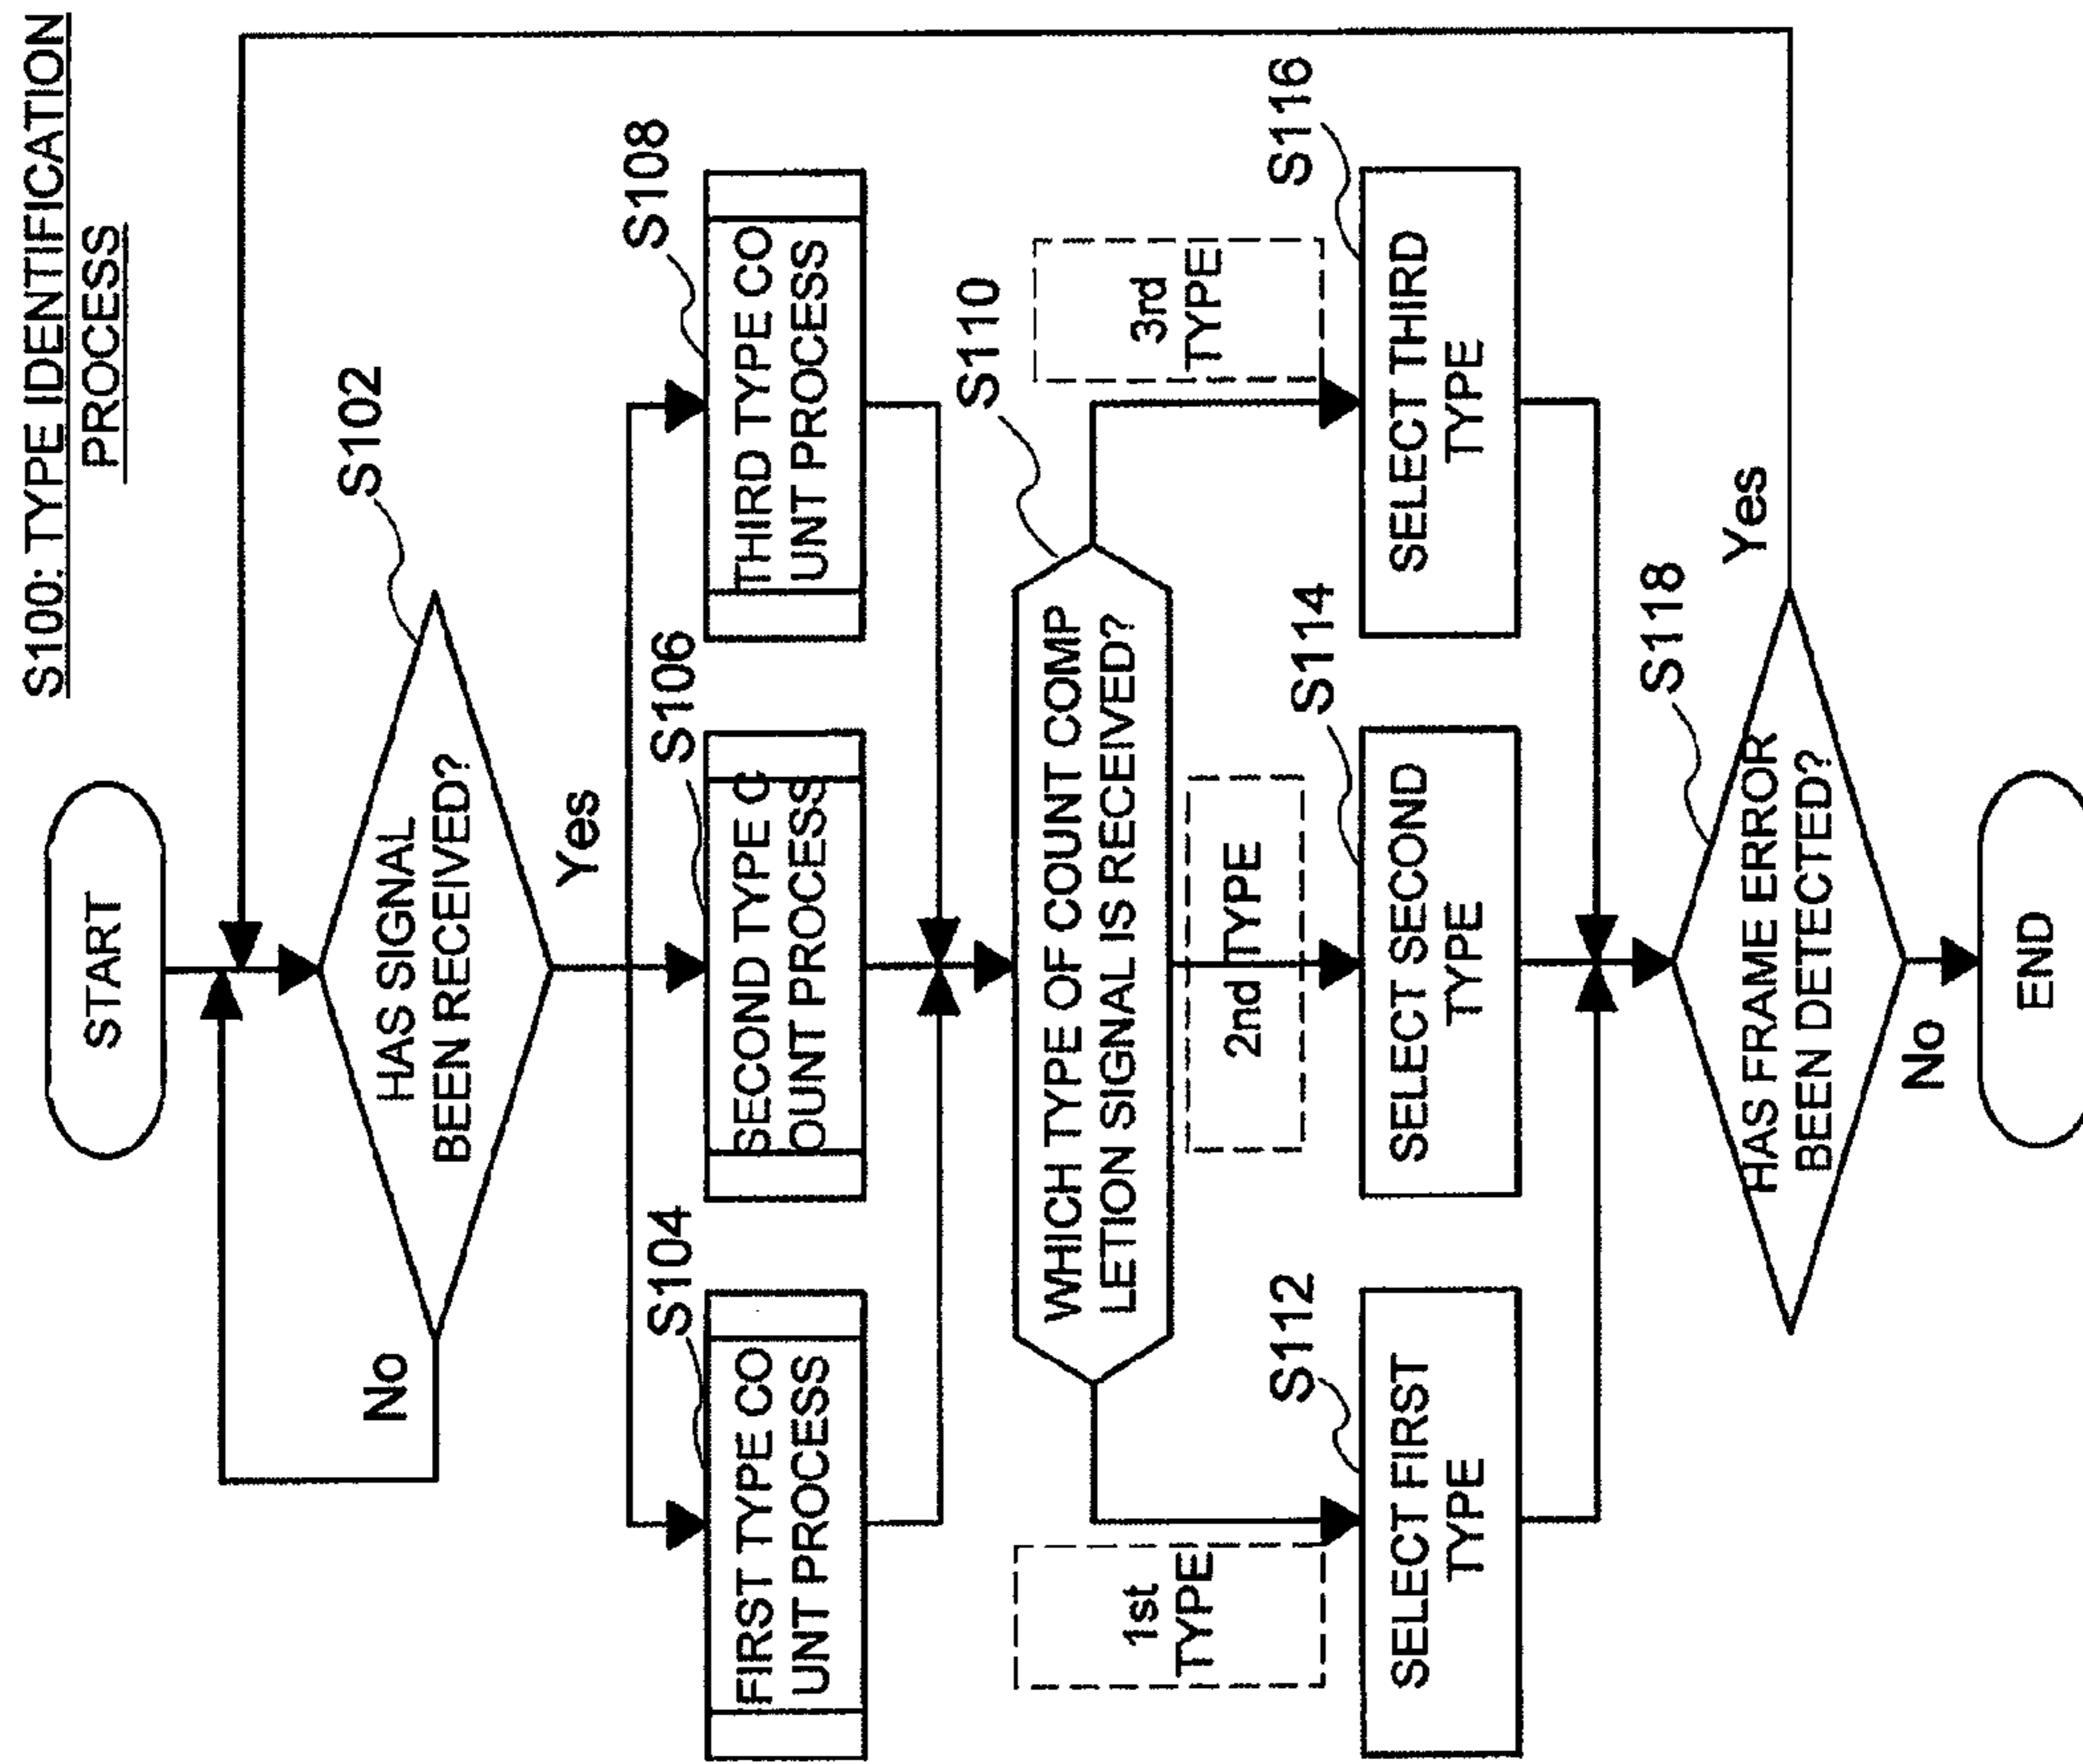 S100: TYPE IDENTIFICATION
PROCESS
START
S102
HAS SIGNAL
BEEN RECEIVED?
No
Yes
S104
FIRST TYPE CO
UNT PROCESS
S106
SECOND TYPE C
OUNT PROCESS
S108
THIRD TYPE CO
UNT PROCESS
S110
WHICH TYPE OF COUNT COMP
LETION SIGNAL IS RECEIVED?
1st
TYPE
2nd TYPE
3rd
TYPE
S112
SELECT FIRST
TYPE
S114
SELECT SECOND
TYPE
S116
SELECT THIRD
TYPE
S118
HAS FRAME ERROR
BEEN DETECTED?
Yes
No
END